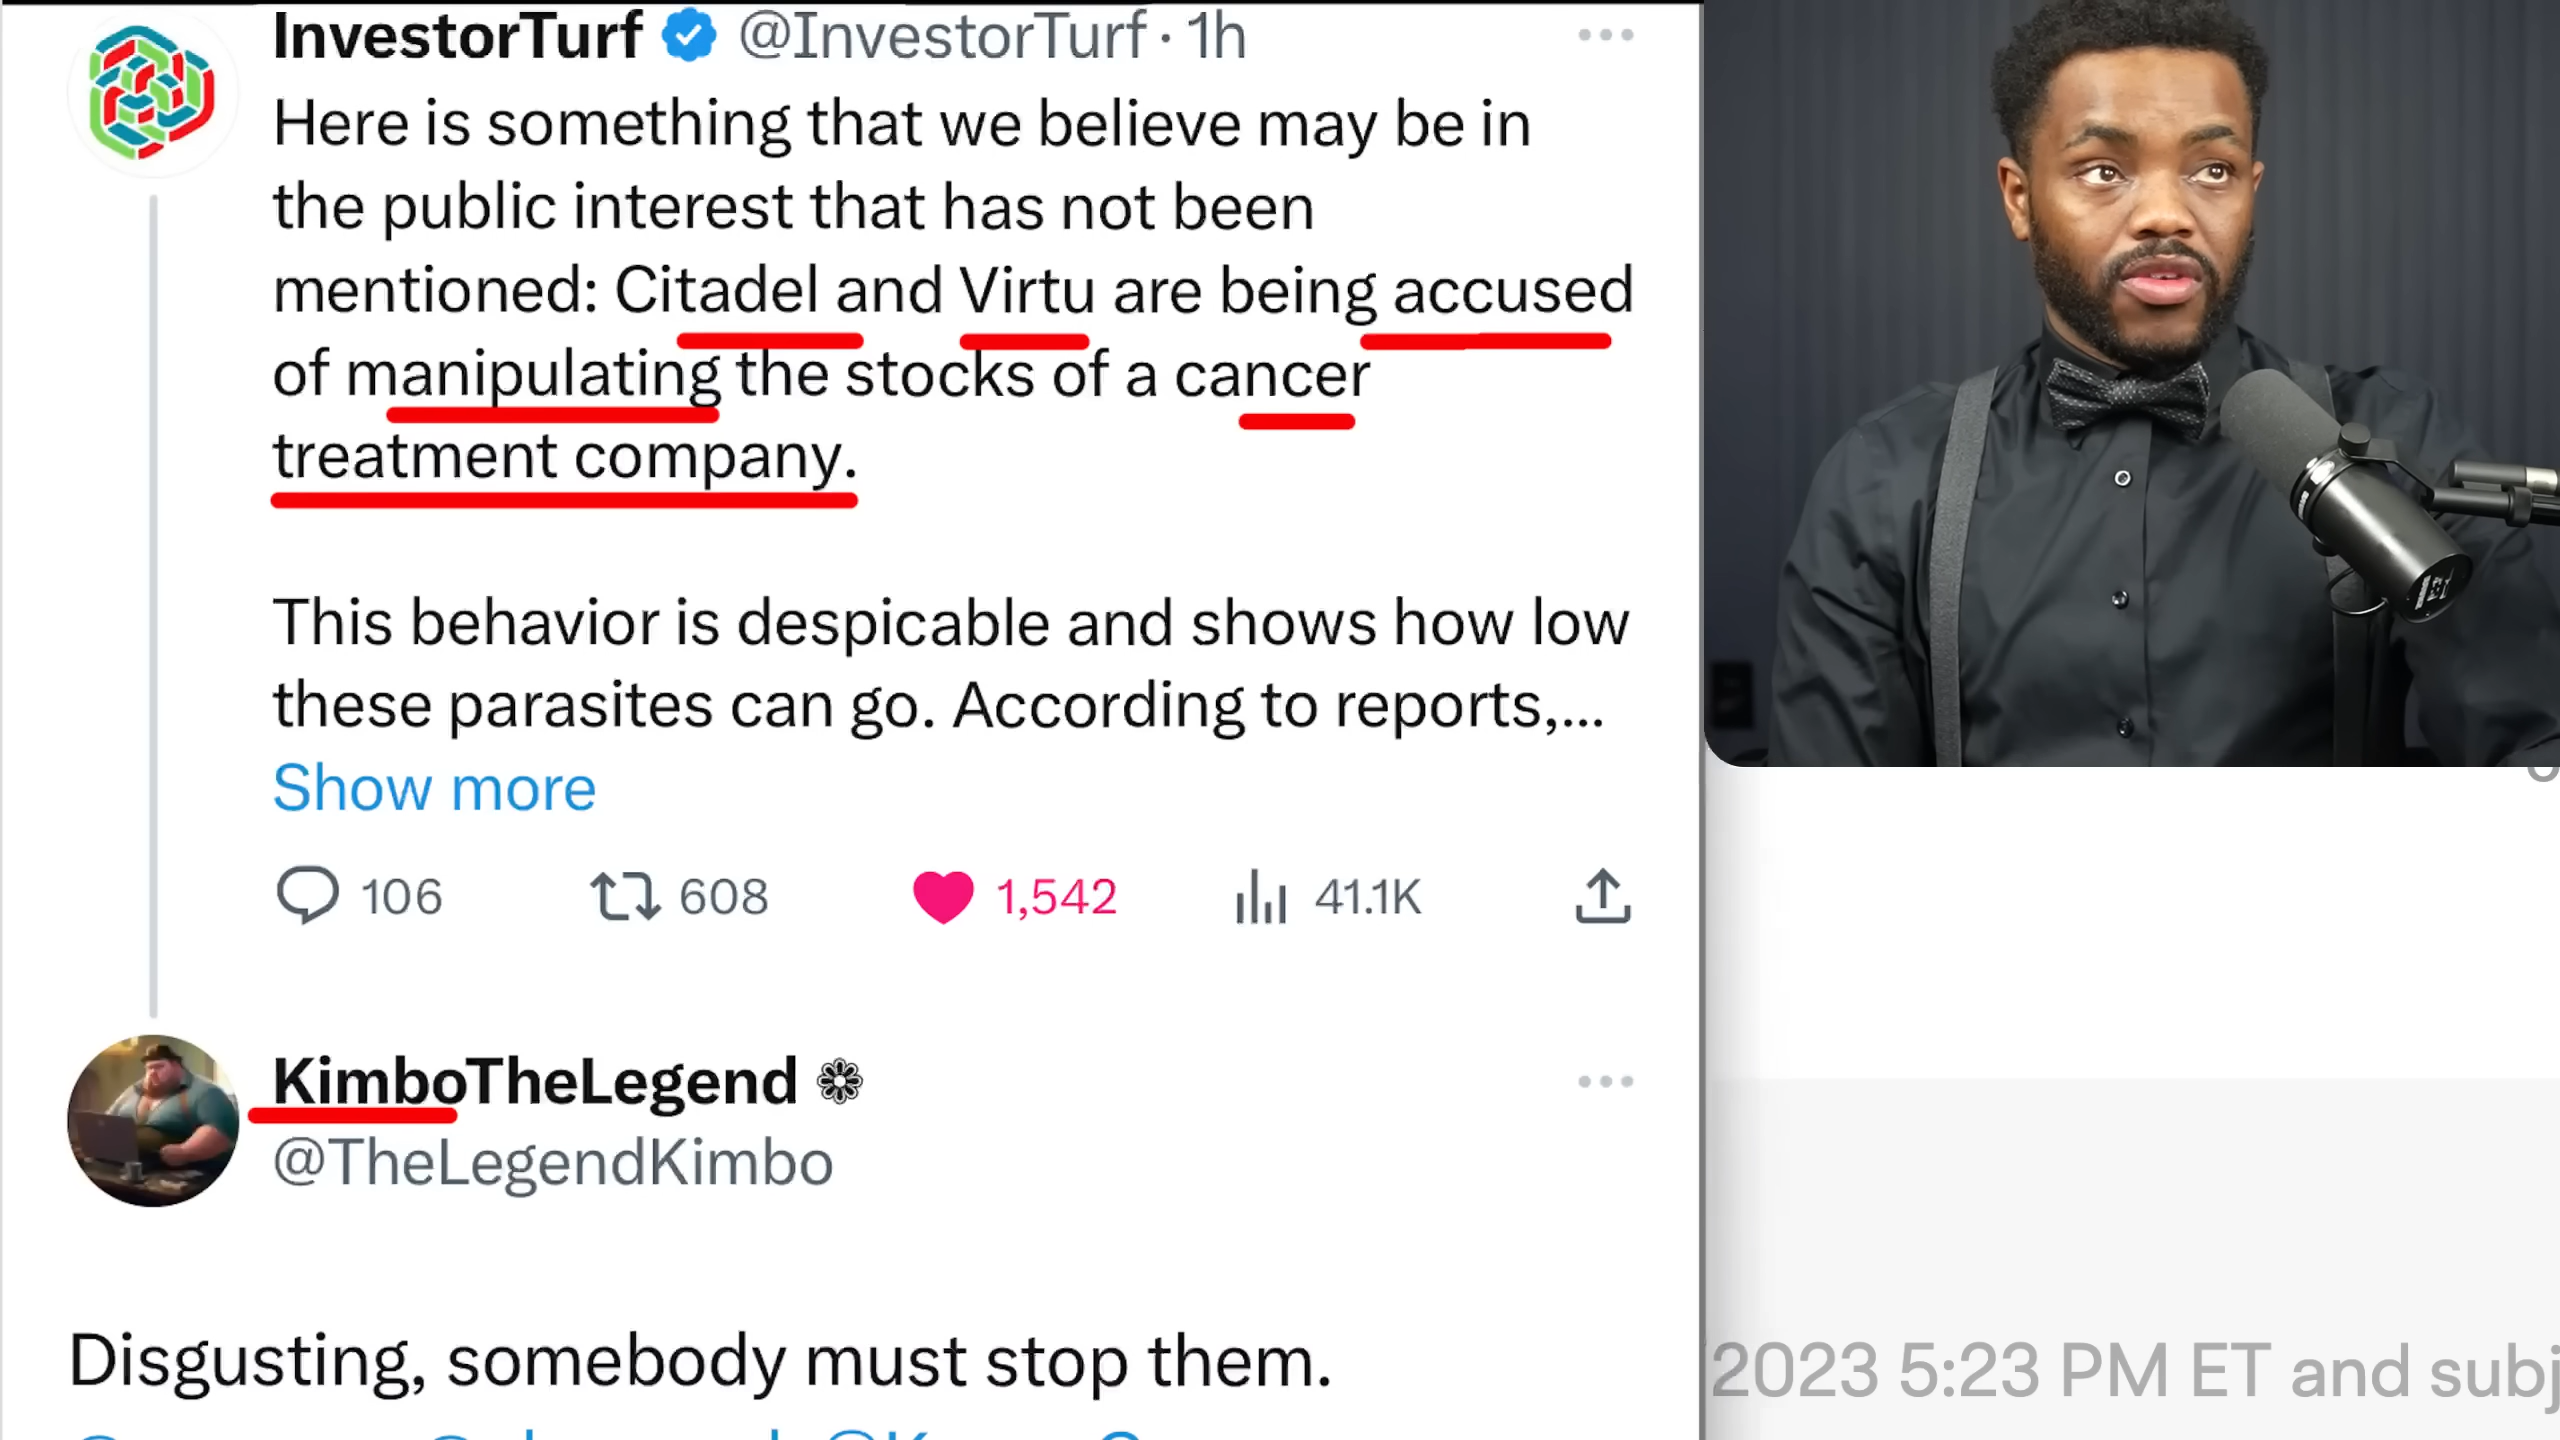 InvestorTurf @InvestorTurf · 1h
Here is something that we believe may be in
the public interest that has not been
mentioned: Citadel and Virtu are being accused
of manipulating the stocks of a cancer
treatment company.
This behavior is despicable and shows how low
these parasites can go. According to reports,...
Show more
106 608 1,542 41.1K
KimboTheLegend
@TheLegendKimbo
Disgusting, somebody must stop them.
2023 5:23 PM ET and subj